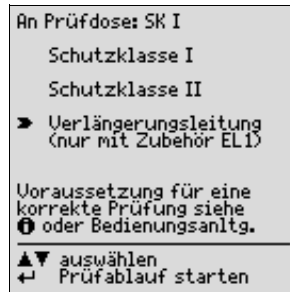 An Prüfdose: SK I
Schutzklasse I
Schutzklasse II
Verlängerungsleitung
(nur mit Zubehör EL1)
Voraussetzung für eine
korrekte Prüfung siehe
oder Bedienungsanltg.
▲▼ auswählen
↵ Prüfablauf starten